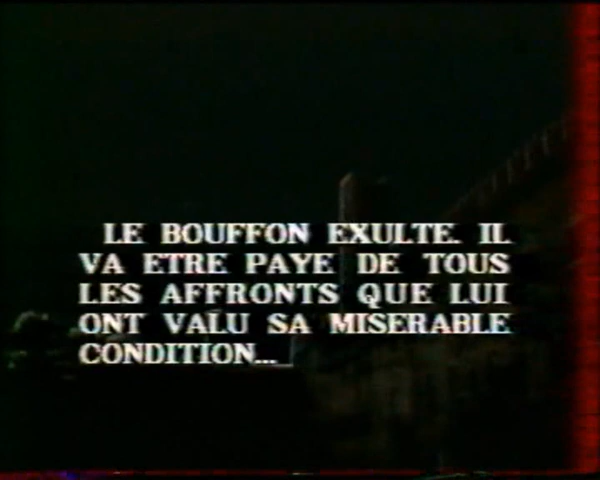 LE BOUFFON EXULTE. IL
VA ETRE PAYE DE TOUS
LES AFFRONTS QUE LUI
ONT VALU SA MISERABLE
CONDITION..._